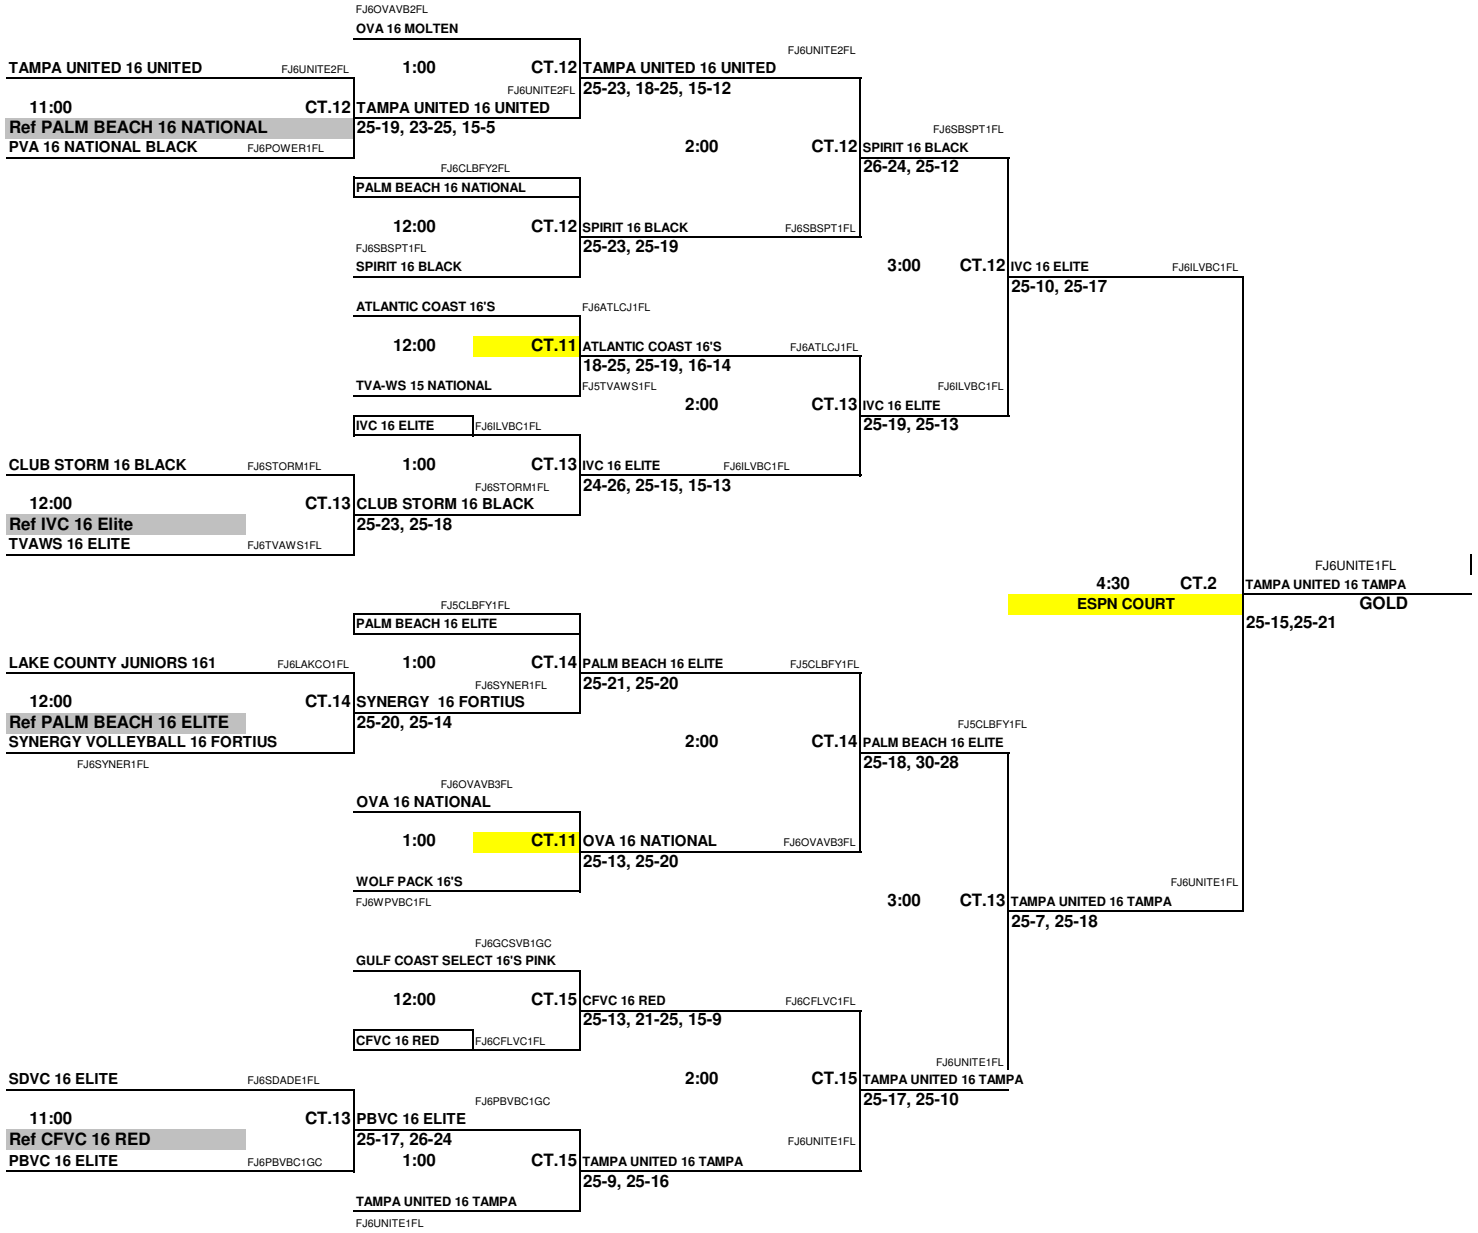 FJ6OVAVB2FL
OVA 16 MOLTEN
FJ6UNITE2FL
TAMPA UNITED 16 UNITED FJ6UNITE2FL 1:00 CT.12 TAMPA UNITED 16 UNITED
FJ6UNITE2FL 25-23, 18-25, 15-12
11:00 CT.12 TAMPA UNITED 16 UNITED
Ref PALM BEACH 16 NATIONAL 25-19, 23-25, 15-5 FJ6SBSPT1FL
PVA 16 NATIONAL BLACK FJ6POWER1FL 2:00 CT.12 SPIRIT 16 BLACK
FJ6CLBFY2FL 26-24, 25-12
PALM BEACH 16 NATIONAL
12:00 CT.12 SPIRIT 16 BLACK FJ6SBSPT1FL
FJ6SBSPT1FL 25-23, 25-19
SPIRIT 16 BLACK 3:00 CT.12 IVC 16 ELITE FJ6ILVBC1FL
25-10, 25-17
ATLANTIC COAST 16'S FJ6ATLCJ1FL
12:00 CT.11 ATLANTIC COAST 16'S FJ6ATLCJ1FL
18-25, 25-19, 16-14
TVA-WS 15 NATIONAL FJ5TVAWS1FL FJ6ILVBC1FL
2:00 CT.13 IVC 16 ELITE
IVC 16 ELITE FJ6ILVBC1FL 25-19, 25-13
CLUB STORM 16 BLACK FJ6STORM1FL 1:00 CT.13 IVC 16 ELITE FJ6ILVBC1FL
FJ6STORM1FL 24-26, 25-15, 15-13
12:00 CT.13 CLUB STORM 16 BLACK
Ref IVC 16 Elite 25-23, 25-18
TVAWS 16 ELITE FJ6TVAWS1FL
FJ6UNITE1FL
4:30 CT.2 TAMPA UNITED 16 TAMPA
FJ5CLBFY1FL ESPN COURT GOLD
PALM BEACH 16 ELITE 25-15,25-21
LAKE COUNTY JUNIORS 161 FJ6LAKCO1FL 1:00 CT.14 PALM BEACH 16 ELITE FJ5CLBFY1FL
FJ6SYNER1FL 25-21, 25-20
12:00 CT.14 SYNERGY 16 FORTIUS
Ref PALM BEACH 16 ELITE 25-20, 25-14 FJ5CLBFY1FL
SYNERGY VOLLEYBALL 16 FORTIUS 2:00 CT.14 PALM BEACH 16 ELITE
FJ6SYNER1FL 25-18, 30-28
FJ6OVAVB3FL
OVA 16 NATIONAL
1:00 CT.11 OVA 16 NATIONAL FJ6OVAVB3FL
25-13, 25-20
WOLF PACK 16'S FJ6UNITE1FL
FJ6WPVBC1FL 3:00 CT.13 TAMPA UNITED 16 TAMPA
25-7, 25-18
FJ6GCSVB1GC
GULF COAST SELECT 16'S PINK
12:00 CT.15 CFVC 16 RED FJ6CFLVC1FL
25-13, 21-25, 15-9
CFVC 16 RED FJ6CFLVC1FL
FJ6UNITE1FL
SDVC 16 ELITE FJ6SDADE1FL 2:00 CT.15 TAMPA UNITED 16 TAMPA
FJ6PBVBC1GC 25-17, 25-10
11:00 CT.13 PBVC 16 ELITE
Ref CFVC 16 RED 25-17, 26-24 FJ6UNITE1FL
PBVC 16 ELITE FJ6PBVBC1GC 1:00 CT.15 TAMPA UNITED 16 TAMPA
25-9, 25-16
TAMPA UNITED 16 TAMPA
FJ6UNITE1FL